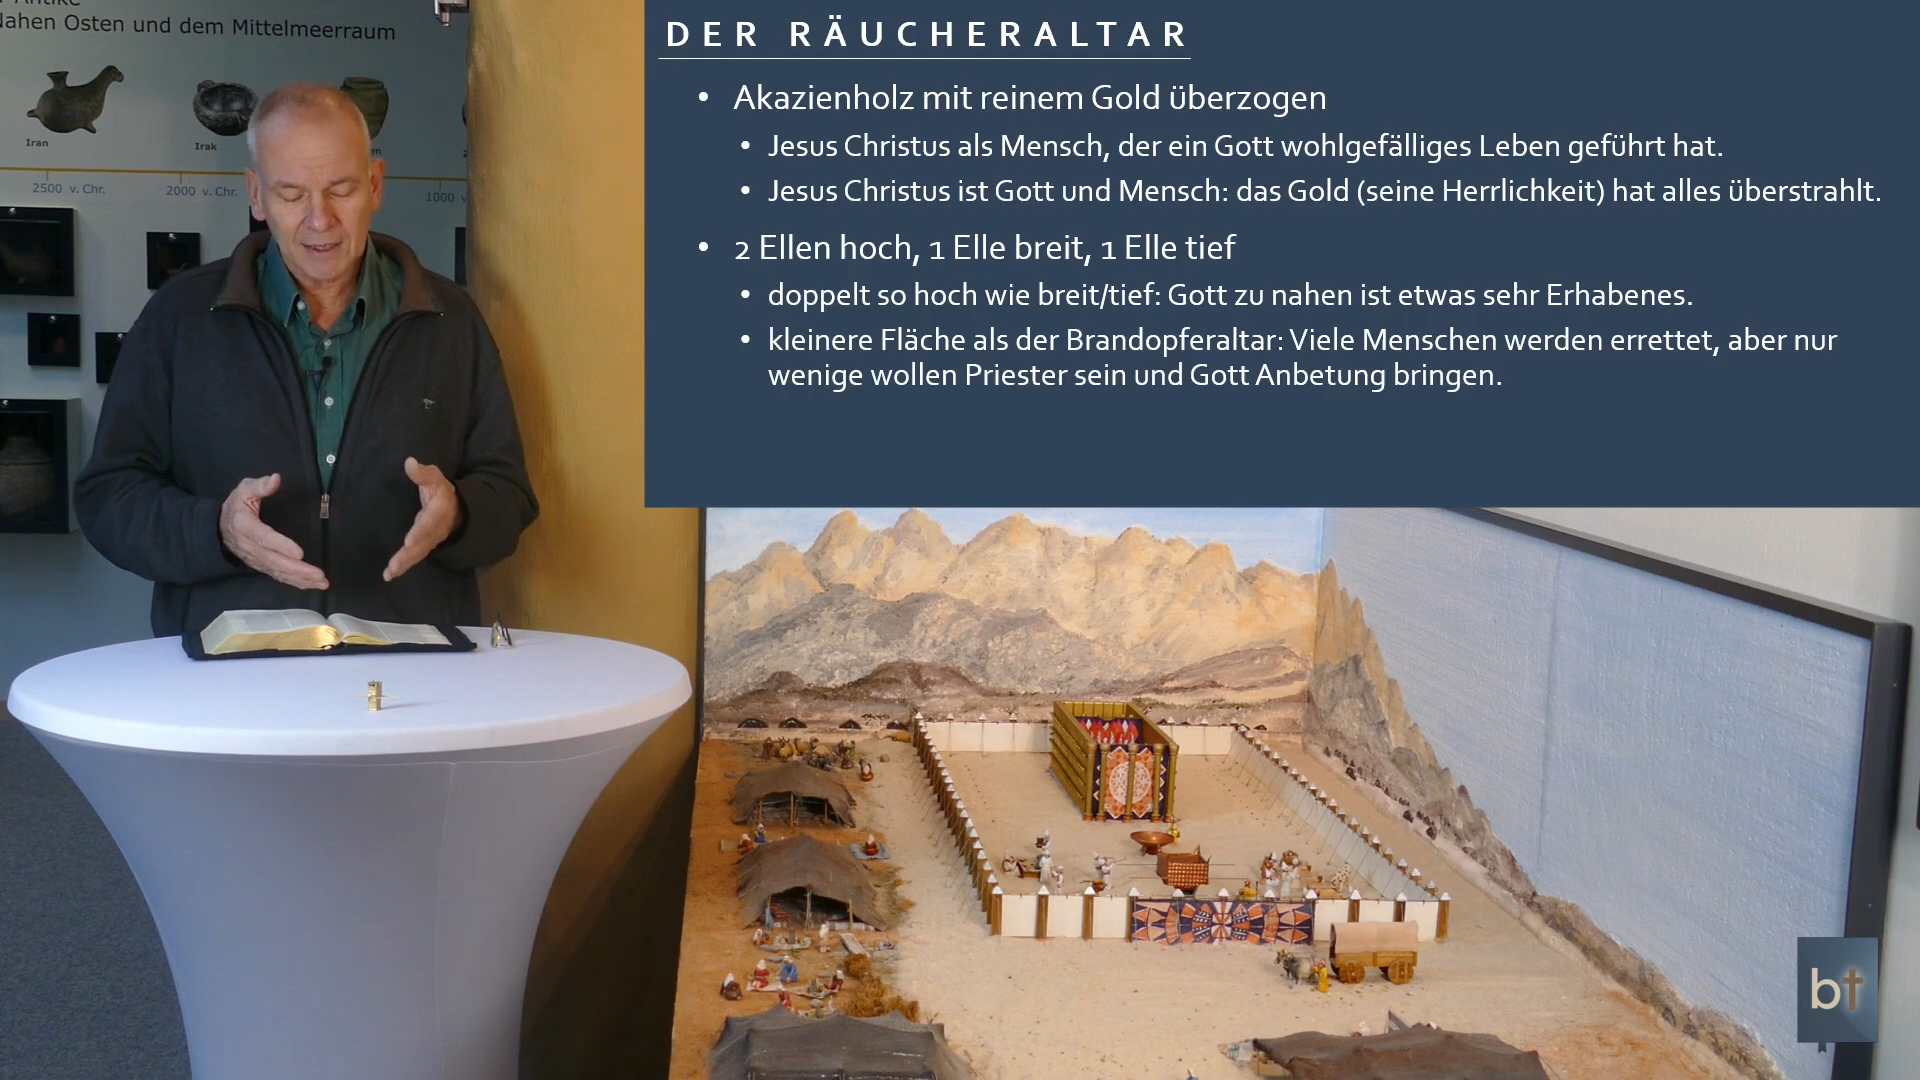 Nahen Osten und dem Mittelmeerraum
Iran
Irak
2500 v. Chr.
2000 v. Chr.
1000 v
DER RÄUCHERALTAR
• Akazienholz mit reinem Gold überzogen
• Jesus Christus als Mensch, der ein Gott wohlgefälliges Leben geführt hat.
• Jesus Christus ist Gott und Mensch: das Gold (seine Herrlichkeit) hat alles überstrahlt.
• 2 Ellen hoch, 1 Elle breit, 1 Elle tief
• doppelt so hoch wie breit/tief: Gott zu nahen ist etwas sehr Erhabenes.
• kleinere Fläche als der Brandopferaltar: Viele Menschen werden errettet, aber nur
wenige wollen Priester sein und Gott Anbetung bringen.
bt